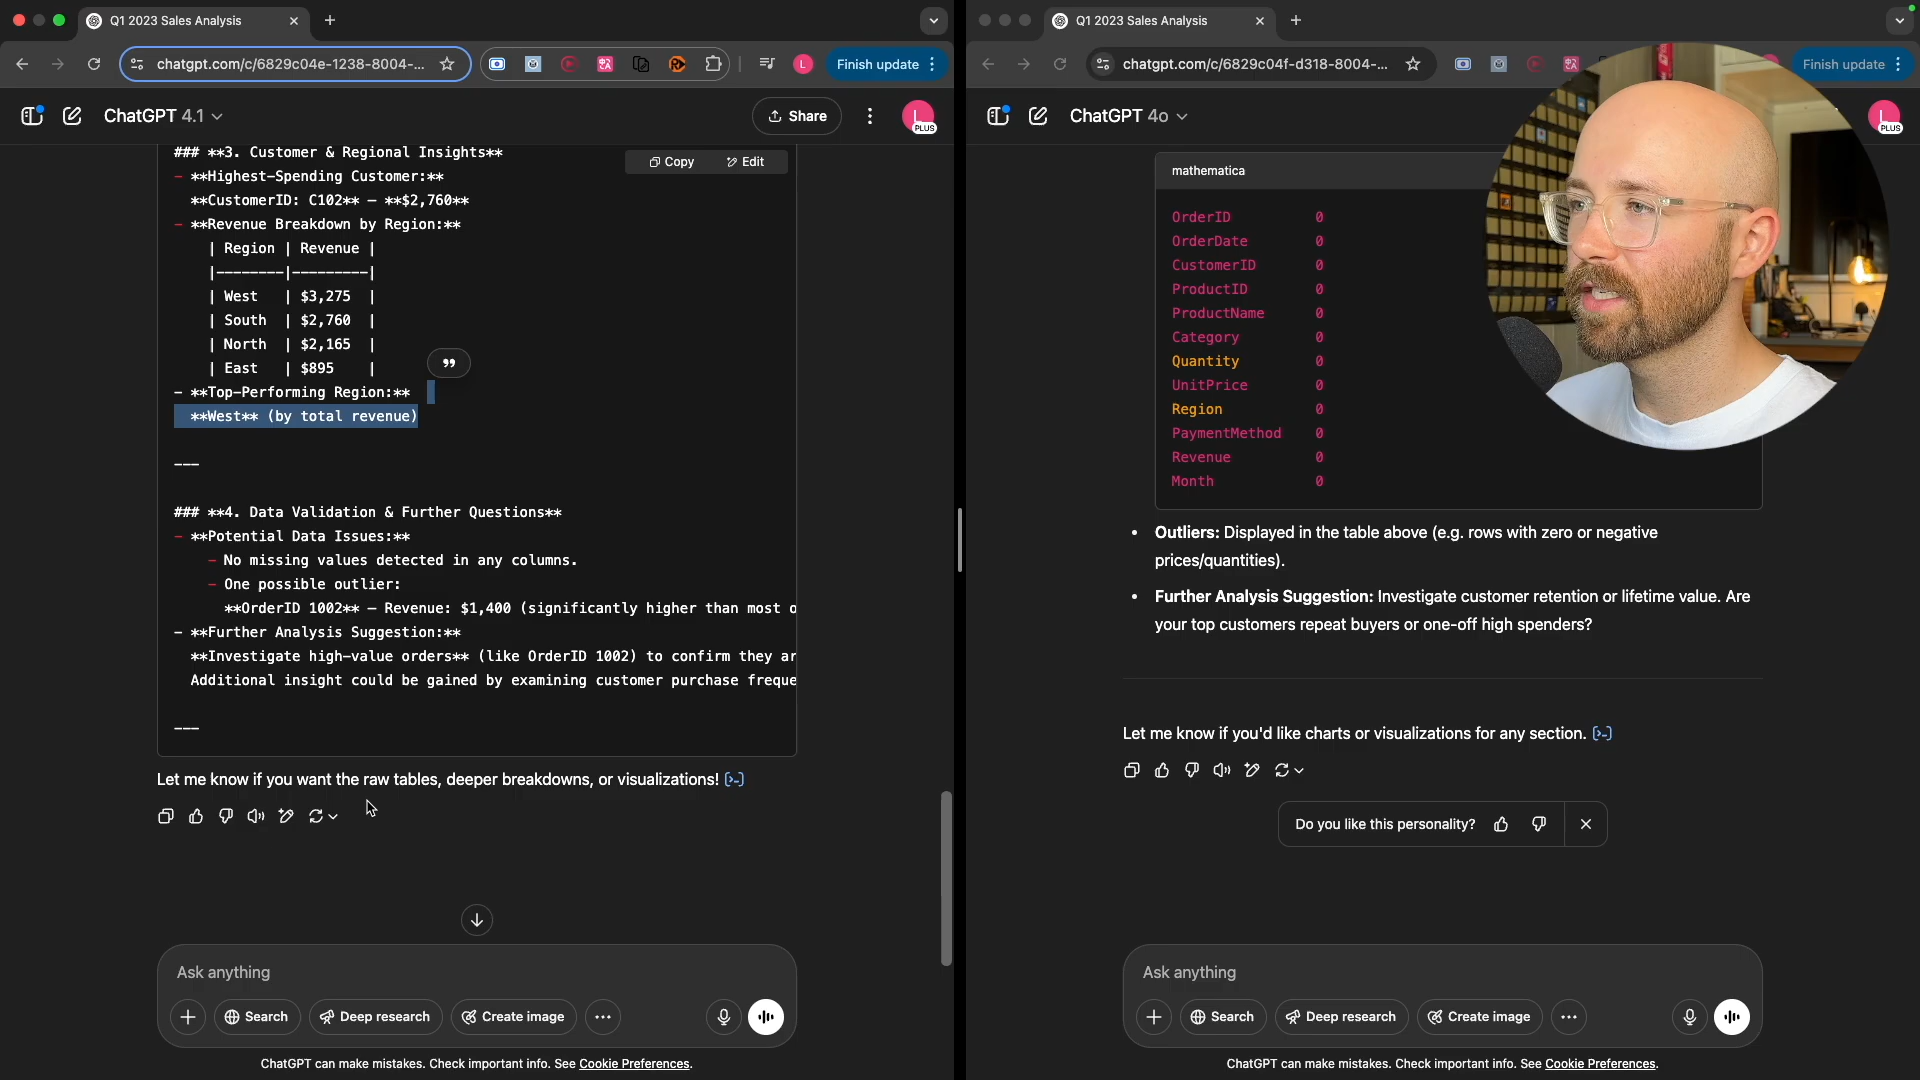 Q1 2023 Sales Analysis
chatgpt.com/c/6829c04e-1238-8004-...
Finish update
ChatGPT 4.1
Share
L
PLUS
### **3. Customer & Regional Insights**
Copy
Edit
- **Highest-Spending Customer:**
**CustomerID: C102** – **$2,760**
- **Revenue Breakdown by Region:**
| Region | Revenue |
|--------|---------|
| West | $3,275 |
| South | $2,760 |
| North | $2,165 |
| East | $895 |
- **Top-Performing Region:**
**West** (by total revenue)
---
### **4. Data Validation & Further Questions**
- **Potential Data Issues:**
- No missing values detected in any columns.
- One possible outlier:
**OrderID 1002** – Revenue: $1,400 (significantly higher than most o
- **Further Analysis Suggestion:**
**Investigate high-value orders** (like OrderID 1002) to confirm they ar
Additional insight could be gained by examining customer purchase freque
---
Let me know if you want the raw tables, deeper breakdowns, or visualizations!
Ask anything
Search
Deep research
Create image
ChatGPT can make mistakes. Check important info. See Cookie Preferences.
Q1 2023 Sales Analysis
chatgpt.com/c/6829c04f-d318-8004-...
Finish update
ChatGPT 4o
L
PLUS
mathematica
OrderID 0
OrderDate 0
CustomerID 0
ProductID 0
ProductName 0
Category 0
Quantity 0
UnitPrice 0
Region 0
PaymentMethod 0
Revenue 0
Month 0
• Outliers: Displayed in the table above (e.g. rows with zero or negative
prices/quantities).
• Further Analysis Suggestion: Investigate customer retention or lifetime value. Are
your top customers repeat buyers or one-off high spenders?
Let me know if you'd like charts or visualizations for any section.
Do you like this personality?
Ask anything
Search
Deep research
Create image
ChatGPT can make mistakes. Check important info. See Cookie Preferences.